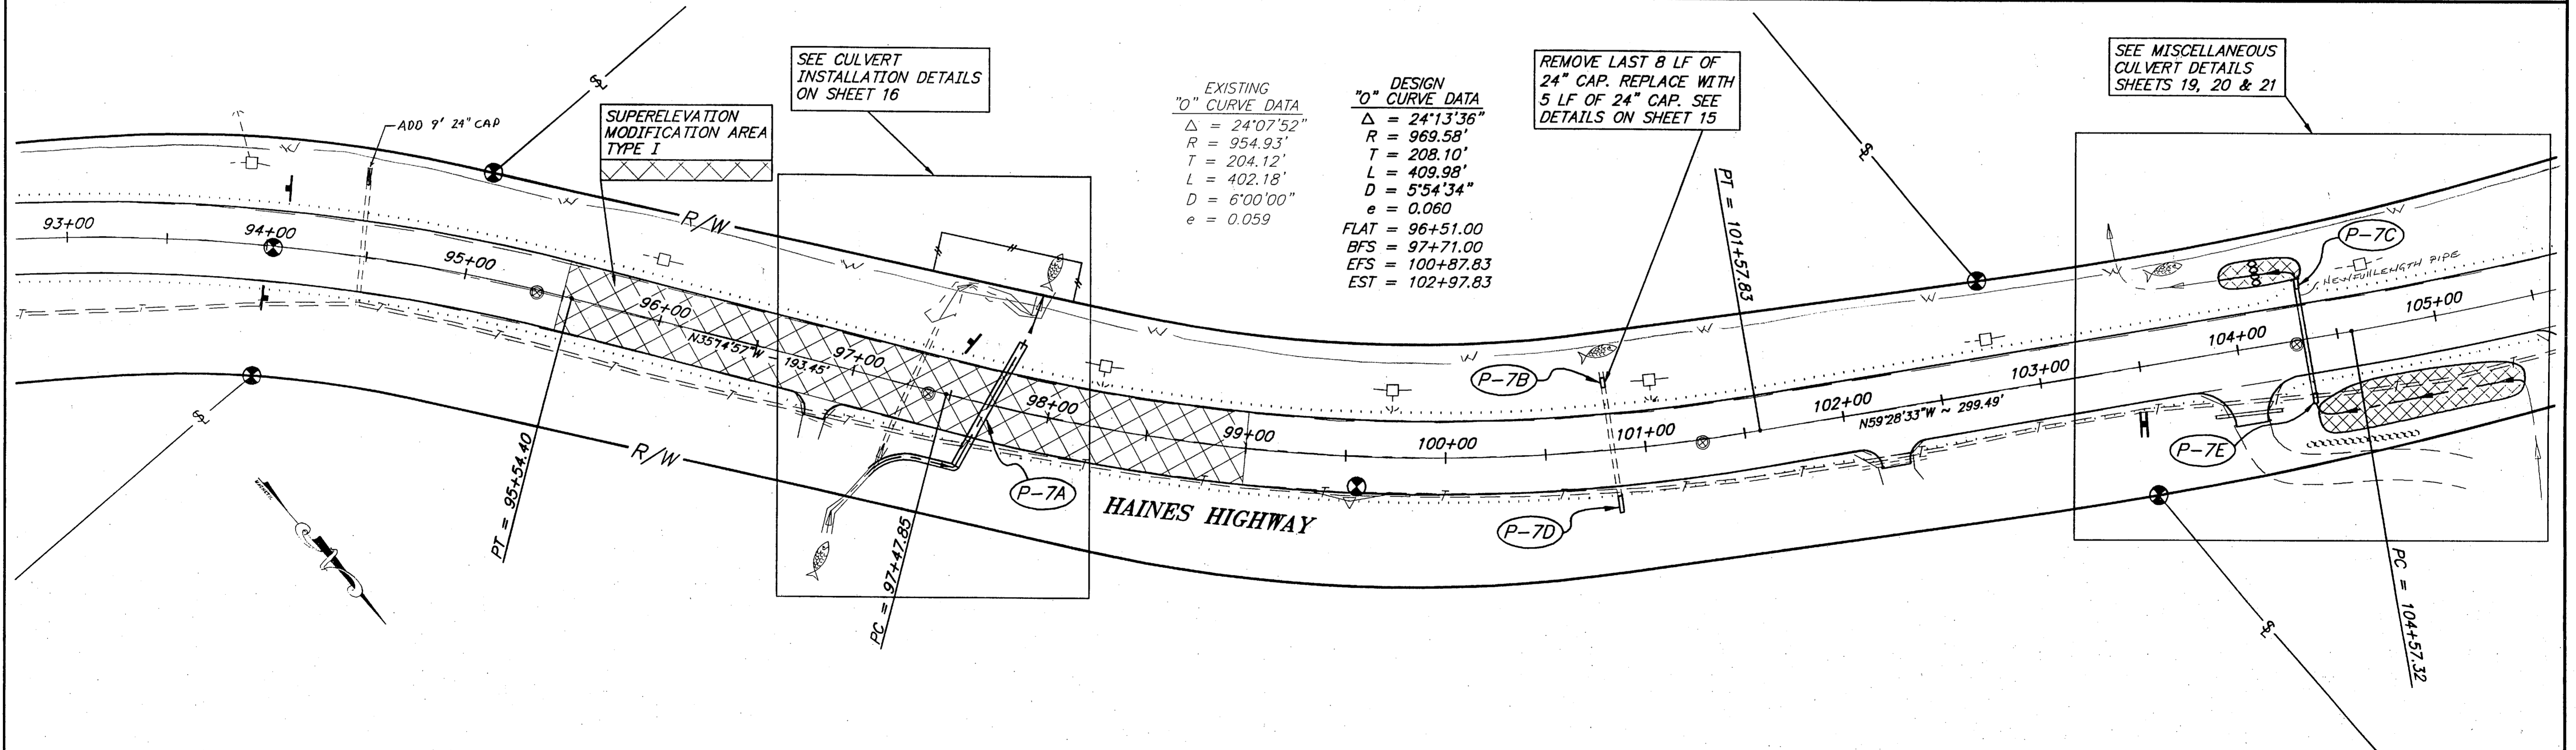 SEE CULVERT
INSTALLATION DETAILS
ON SHEET 16
SUPERELEVATION
MODIFICATION AREA
TYPE I
ADD 9' 24" CAP
EXISTING
"O" CURVE DATA
Δ = 24°07'52"
R = 954.93'
T = 204.12'
L = 402.18'
D = 6°00'00"
e = 0.059
DESIGN
"O" CURVE DATA
Δ = 24°13'36"
R = 969.58'
T = 208.10'
L = 409.98'
D = 5°54'34"
e = 0.060
FLAT = 96+51.00
BFS = 97+71.00
EFS = 100+87.83
EST = 102+97.83
REMOVE LAST 8 LF OF
24" CAP. REPLACE WITH
5 LF OF 24" CAP. SEE
DETAILS ON SHEET 15
SEE MISCELLANEOUS
CULVERT DETAILS
SHEETS 19, 20 & 21
R/W
93+00
94+00
95+00
96+00
97+00
98+00
99+00
100+00
101+00
102+00
103+00
104+00
105+00
N35°14'57"W - 193.45'
N59°28'33"W ~ 299.49'
PT = 95+54.40
PC = 97+47.85
PT = 101+57.83
PC = 104+57.32
P-7A
P-7B
P-7C
P-7D
P-7E
NEW FULL LENGTH PIPE
R/W
HAINES HIGHWAY